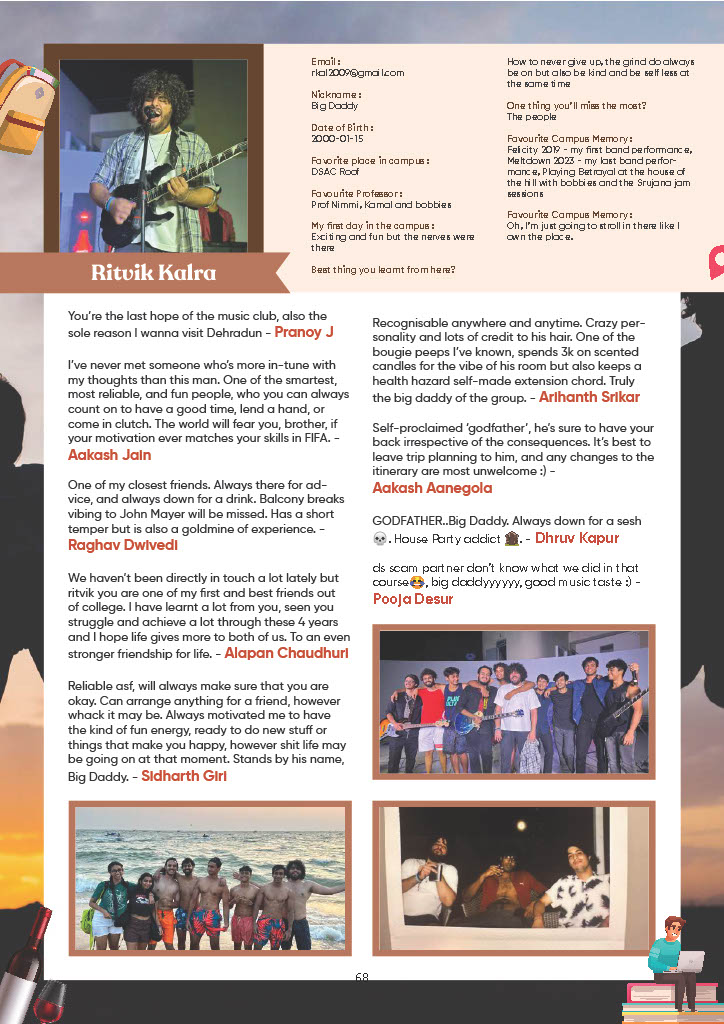 Email:
rkal2009@gmail.com
Nickname:
Big Daddy
Date of Birth:
2000-01-15
Favorite place in campus:
DSAC Roof
Favourite Professor:
Prof Nimmi, Kamal and bobbies
My first day in the campus:
Exciting and fun but the nerves were
there
Best thing you learnt from here?
How to never give up, the grind do always
be on but also be kind and be self less at
the same time
One thing you'll miss the most?
The people
Favourite Campus Memory:
Felicity 2019 - my first band performance,
Meltdown 2023 - my last band perfor-
mance, Playing Betrayal at the house of
the hill with bobbies and the Srujana jam
sessions
Favourite Campus Memory:
Oh, I'm just going to stroll in there like I
own the place.
Ritvik Kalra
You're the last hope of the music club, also the
sole reason I wanna visit Dehradun - Pranoy J
I've never met someone who's more in-tune with
my thoughts than this man. One of the smartest,
most reliable, and fun people, who you can always
count on to have a good time, lend a hand, or
come in clutch. The world will fear you, brother, if
your motivation ever matches your skills in FIFA. -
Aakash Jain
One of my closest friends. Always there for ad-
vice, and always down for a drink. Balcony breaks
vibing to John Mayer will be missed. Has a short
temper but is also a goldmine of experience. -
Raghav Dwivedi
We haven't been directly in touch a lot lately but
ritvik you are one of my first and best friends out
of college. I have learnt a lot from you, seen you
struggle and achieve a lot through these 4 years
and I hope life gives more to both of us. To an even
stronger friendship for life. - Alapan Chaudhuri
Reliable asf, will always make sure that you are
okay. Can arrange anything for a friend, however
whack it may be. Always motivated me to have
the kind of fun energy, ready to do new stuff or
things that make you happy, however shit life may
be going on at that moment. Stands by his name,
Big Daddy. - Sidharth Giri
Recognisable anywhere and anytime. Crazy per-
sonality and lots of credit to his hair. One of the
bougie peeps I've known, spends 3k on scented
candles for the vibe of his room but also keeps a
health hazard self-made extension chord. Truly
the big daddy of the group. - Arihanth Srikar
Self-proclaimed 'godfather', he's sure to have your
back irrespective of the consequences. It's best to
leave trip planning to him, and any changes to the
itinerary are most unwelcome :) -
Aakash Aanegola
GODFATHER..Big Daddy. Always down for a sesh
💀. House Party addict 🏚. - Dhruv Kapur
ds scam partner don't know what we did in that
course😂, big daddyyyyyy, good music taste :) -
Pooja Desur
68